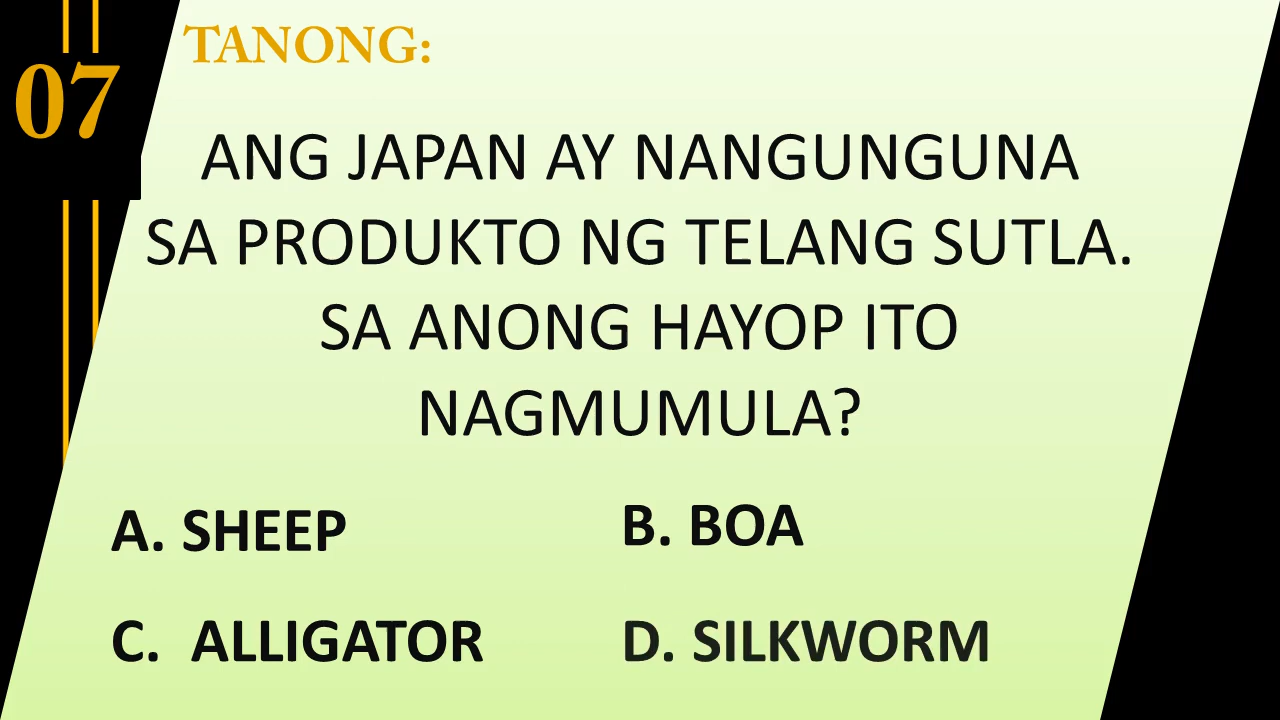 07
TANONG:
ANG JAPAN AY NANGUNGUNA
SA PRODUKTO NG TELANG SUTLA.
SA ANONG HAYOP ITO
NAGMUMULA?
A. SHEEP
B. BOA
C. ALLIGATOR
D. SILKWORM